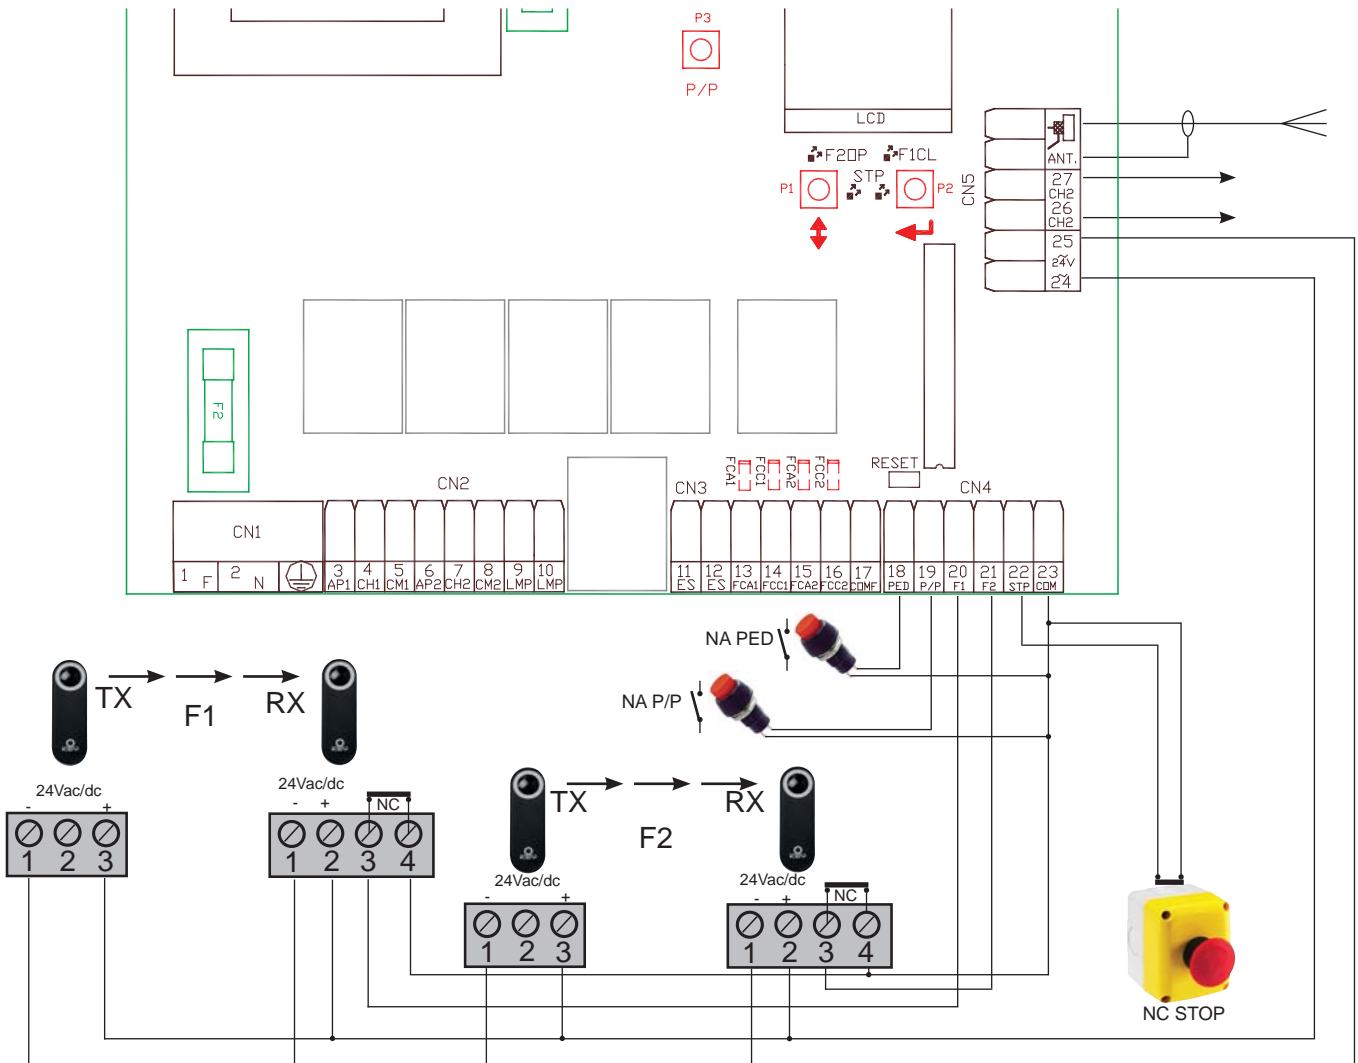 P3
P/P
LCD
F2OP
F1CL
STP
P1
P2
CN5
ANT.
27
CH2
26
CH2
25
24V
~
24
F2
FCA1
FCC1
FCA2
FCC2
RESET
CN2
CN3
CN4
CN1
1 F
2 N
3
AP1
4
CH1
5
CM1
6
AP2
7
CH2
8
CM2
9
LMP
10
LMP
11
ES
12
ES
13
FCA1
14
FCC1
15
FCA2
16
FCC2
17
COMF
18
PED
19
P/P
20
F1
21
F2
22
STP
23
COM
NA PED
NA P/P
TX
F1
RX
24Vac/dc
- +
1 2 3
24Vac/dc
- +
NC
1 2 3 4
TX
F2
RX
24Vac/dc
- +
1 2 3
24Vac/dc
- +
NC
1 2 3 4
NC STOP